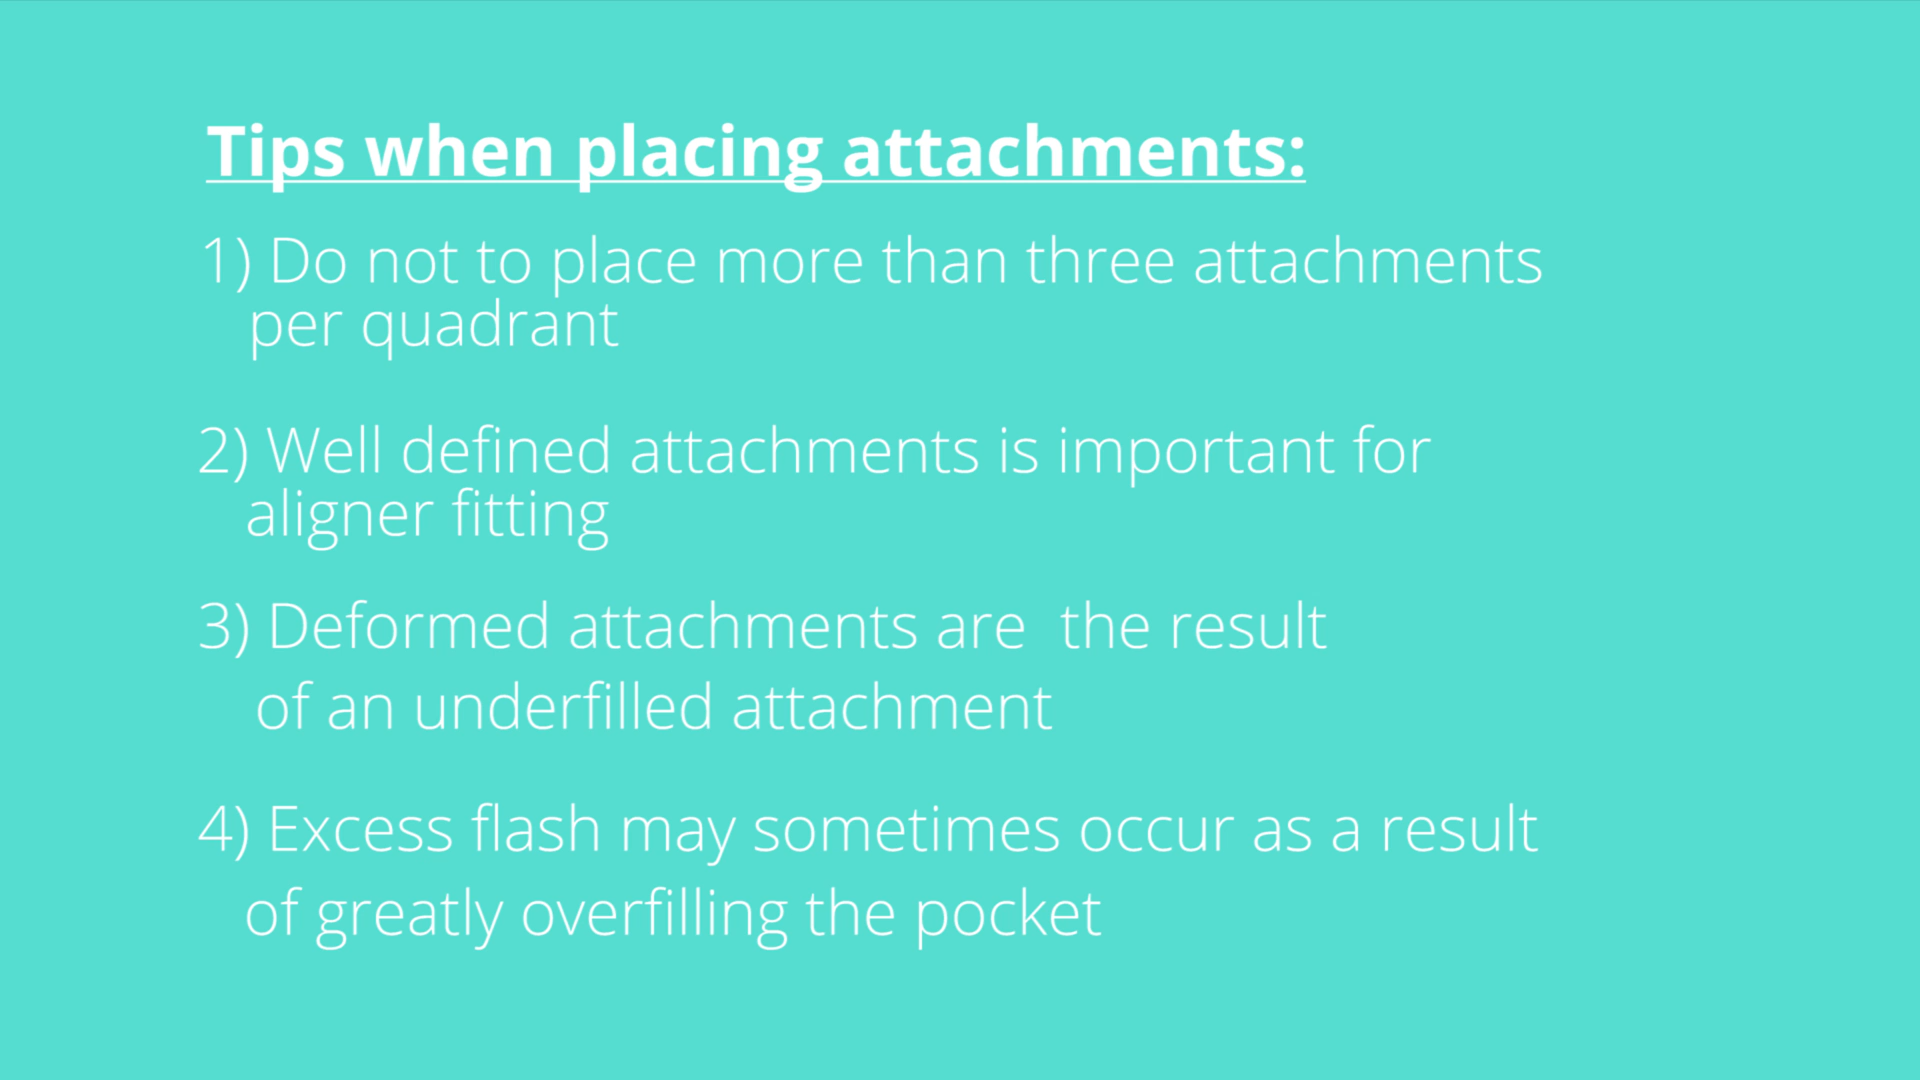 Tips when placing attachments:
1) Do not to place more than three attachments
per quadrant
2) Well defined attachments is important for
aligner fitting
3) Deformed attachments are  the result
of an underfilled attachment
4) Excess flash may sometimes occur as a result
of greatly overfilling the pocket